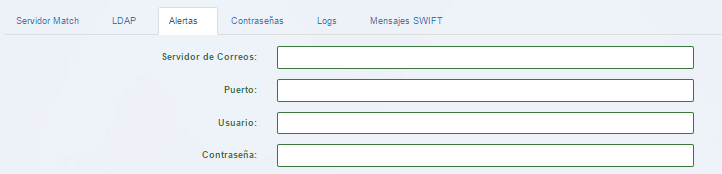 Servidor Match LDAP Alertas Contraseñas Logs Mensajes SWIFT
Servidor de Correos:
Puerto:
Usuario:
Contraseña: